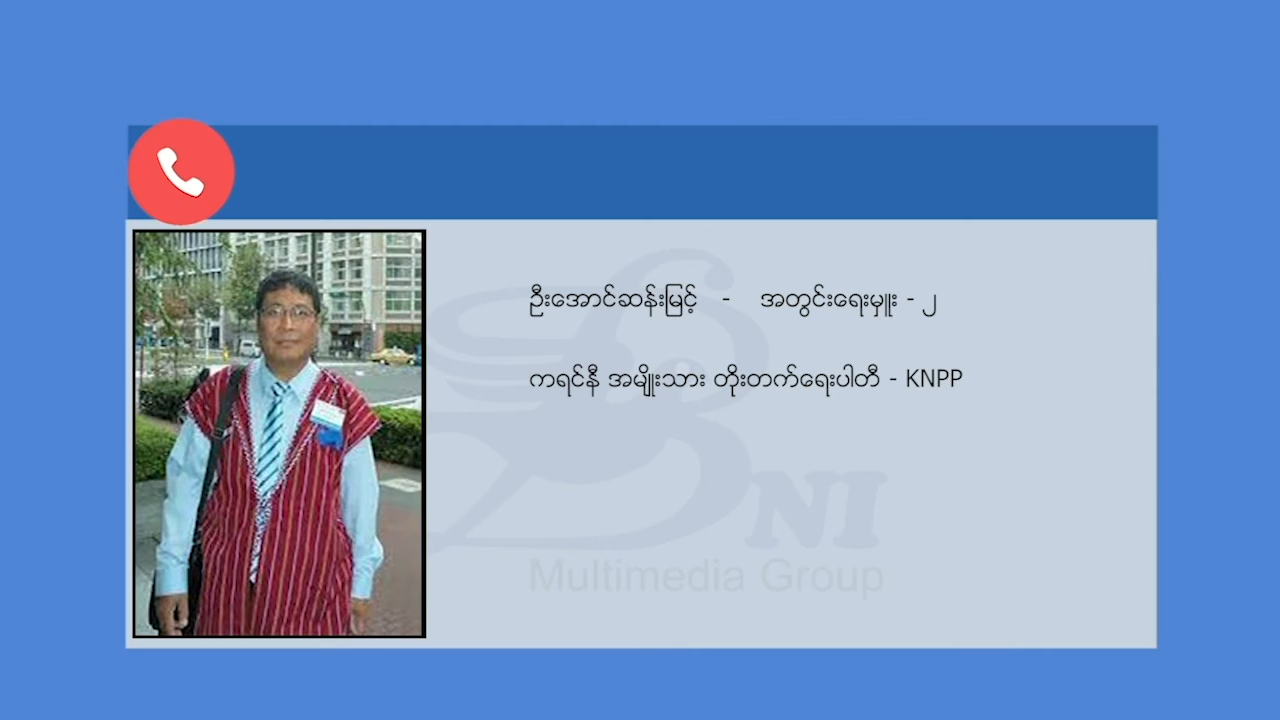 ဦးအောင်ဆန်းမြင့် - အတွင်းရေးမှူး - ၂
ကရင်နီ အမျိုးသား တိုးတက်ရေးပါတီ - KNPP
BNI
Multimedia Group